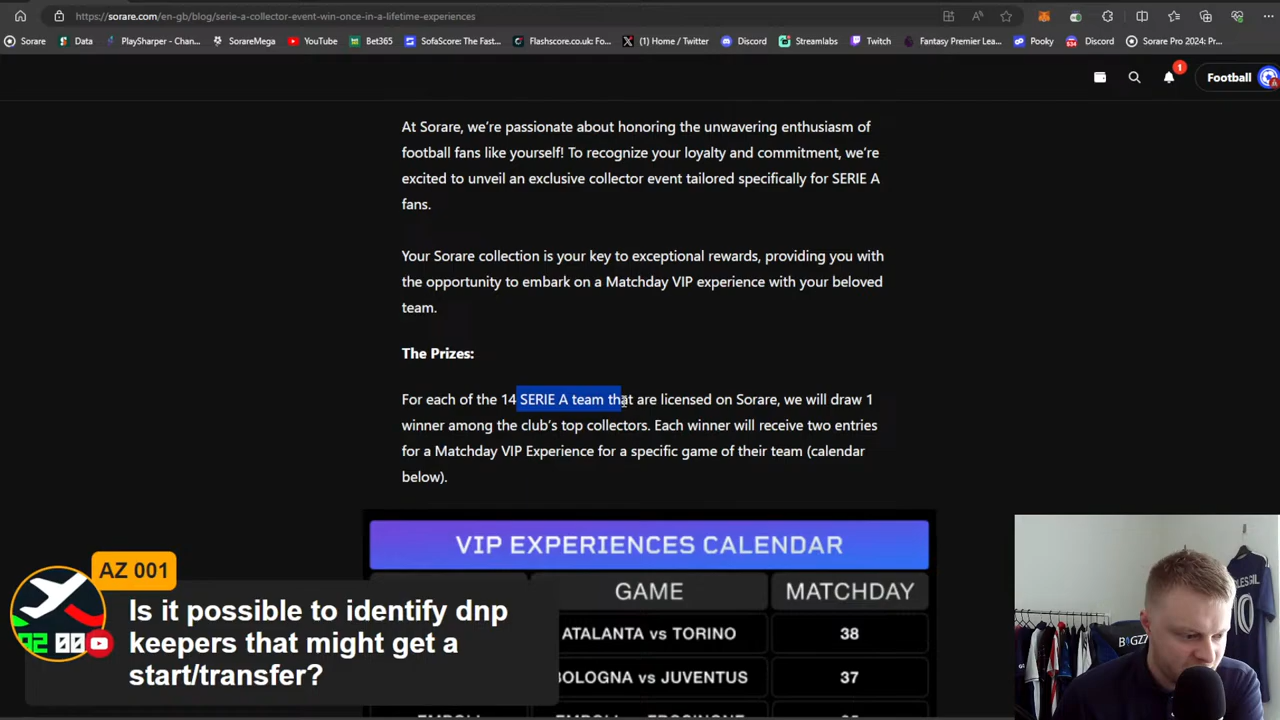 https://sorare.com/en-gb/blog/serie-a-collector-event-win-once-in-a-lifetime-experiences
Sorare Data PlaySharper - Chan... SorareMega YouTube Bet365 SofaScore: The Fast... Flashscore.co.uk: Fo... (1) Home / Twitter Discord Streamlabs Twitch Fantasy Premier Lea... Pooky Discord Sorare Pro 2024: Pr...
1
Football
At Sorare, we're passionate about honoring the unwavering enthusiasm of
football fans like yourself! To recognize your loyalty and commitment, we're
excited to unveil an exclusive collector event tailored specifically for SERIE A
fans.
Your Sorare collection is your key to exceptional rewards, providing you with
the opportunity to embark on a Matchday VIP experience with your beloved
team.
The Prizes:
For each of the 14 SERIE A team that are licensed on Sorare, we will draw 1
winner among the club's top collectors. Each winner will receive two entries
for a Matchday VIP Experience for a specific game of their team (calendar
below).
VIP EXPERIENCES CALENDAR
GAME MATCHDAY
ATALANTA vs TORINO 38
BOLOGNA vs JUVENTUS 37
AZ 001
Is it possible to identify dnp
keepers that might get a
start/transfer?